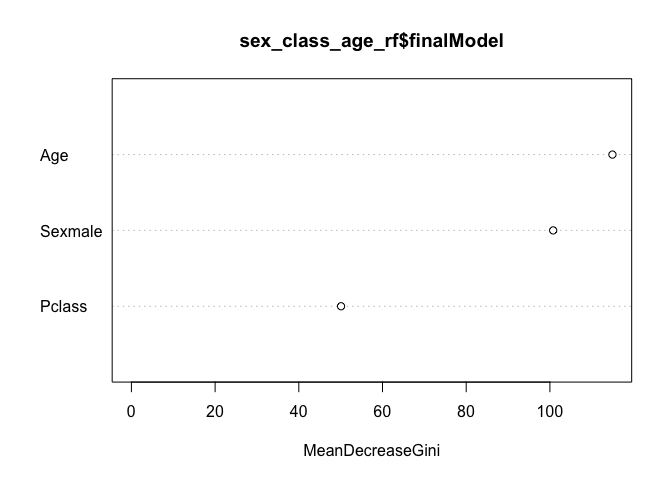 sex_class_age_rf$finalModel
Age
Sexmale
Pclass
0 20 40 60 80 100
MeanDecreaseGini